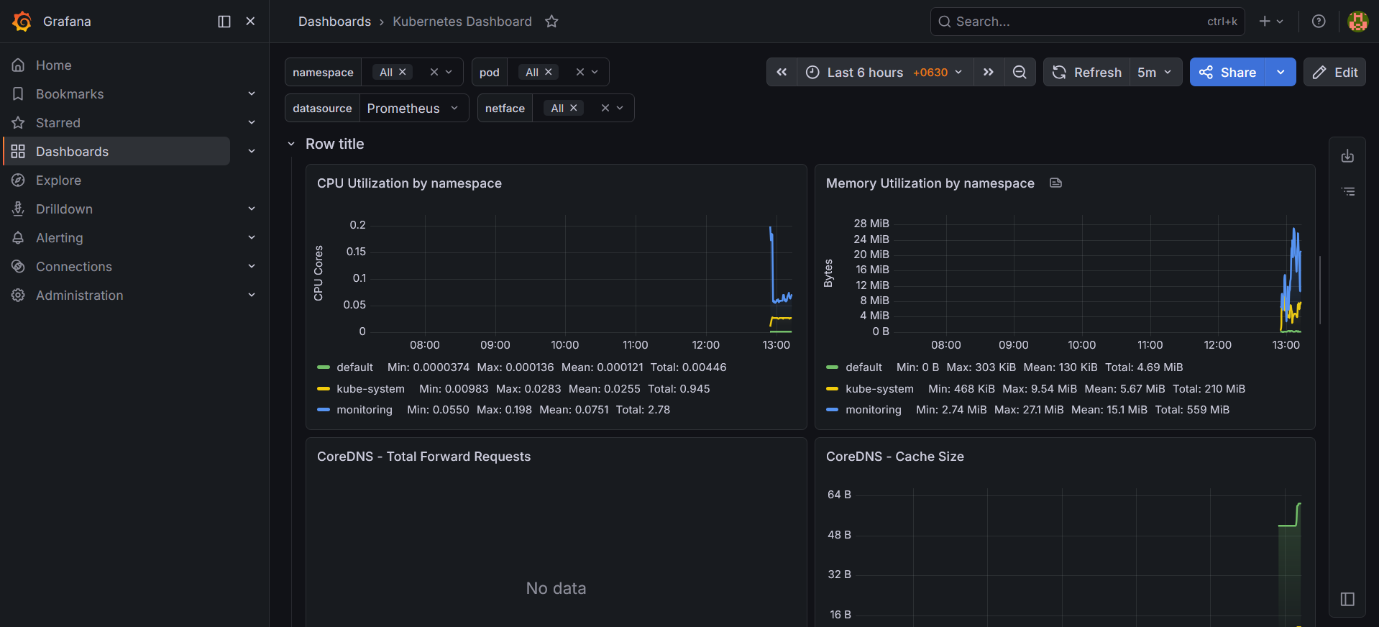 Grafana
Dashboards › Kubernetes Dashboard
Search...
ctrl+k
Home
Bookmarks
Starred
Dashboards
Explore
Drilldown
Alerting
Connections
Administration
namespace All
pod All
Last 6 hours +0630
Refresh 5m
Share
Edit
datasource Prometheus
netface All
Row title
CPU Utilization by namespace
CPU Cores
0.2
0.15
0.1
0.05
0
08:00 09:00 10:00 11:00 12:00 13:00
default Min: 0.0000374 Max: 0.000136 Mean: 0.000121 Total: 0.00446
kube-system Min: 0.00983 Max: 0.0283 Mean: 0.0255 Total: 0.945
monitoring Min: 0.0550 Max: 0.198 Mean: 0.0751 Total: 2.78
Memory Utilization by namespace
Bytes
28 MiB
24 MiB
20 MiB
16 MiB
12 MiB
8 MiB
4 MiB
0 B
08:00 09:00 10:00 11:00 12:00 13:00
default Min: 0 B Max: 303 KiB Mean: 130 KiB Total: 4.69 MiB
kube-system Min: 468 KiB Max: 9.54 MiB Mean: 5.67 MiB Total: 210 MiB
monitoring Min: 2.74 MiB Max: 27.1 MiB Mean: 15.1 MiB Total: 559 MiB
CoreDNS - Total Forward Requests
No data
CoreDNS - Cache Size
64 B
48 B
32 B
16 B